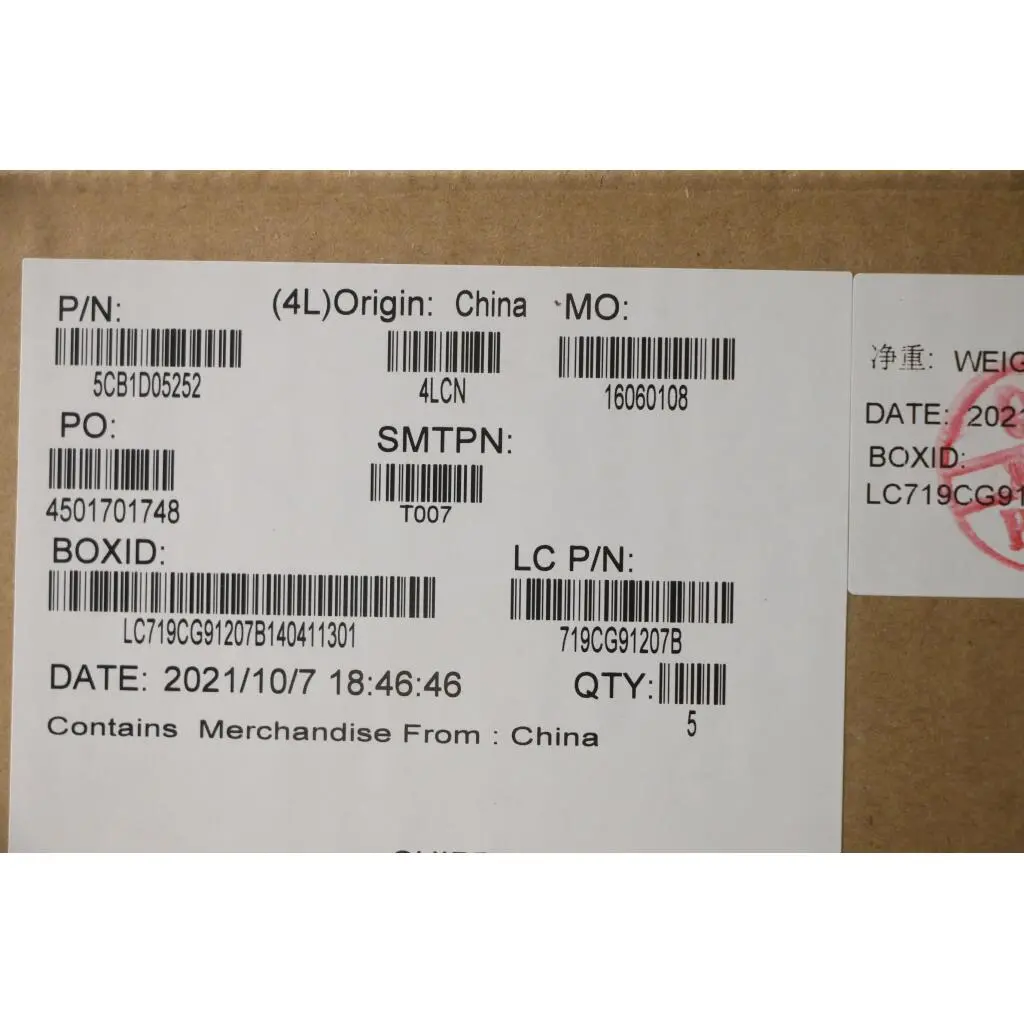 P/N:
5CB1D05252
(4L)Origin: China
4LCN
MO:
16060108
PO:
4501701748
SMTPN:
T007
BOXID:
LC719CG91207B140411301
LC P/N:
719CG91207B
DATE: 2021/10/7 18:46:46
QTY:
5
Contains Merchandise From : China
净重: WEIG
DATE: 2021
BOXID:
LC719CG91